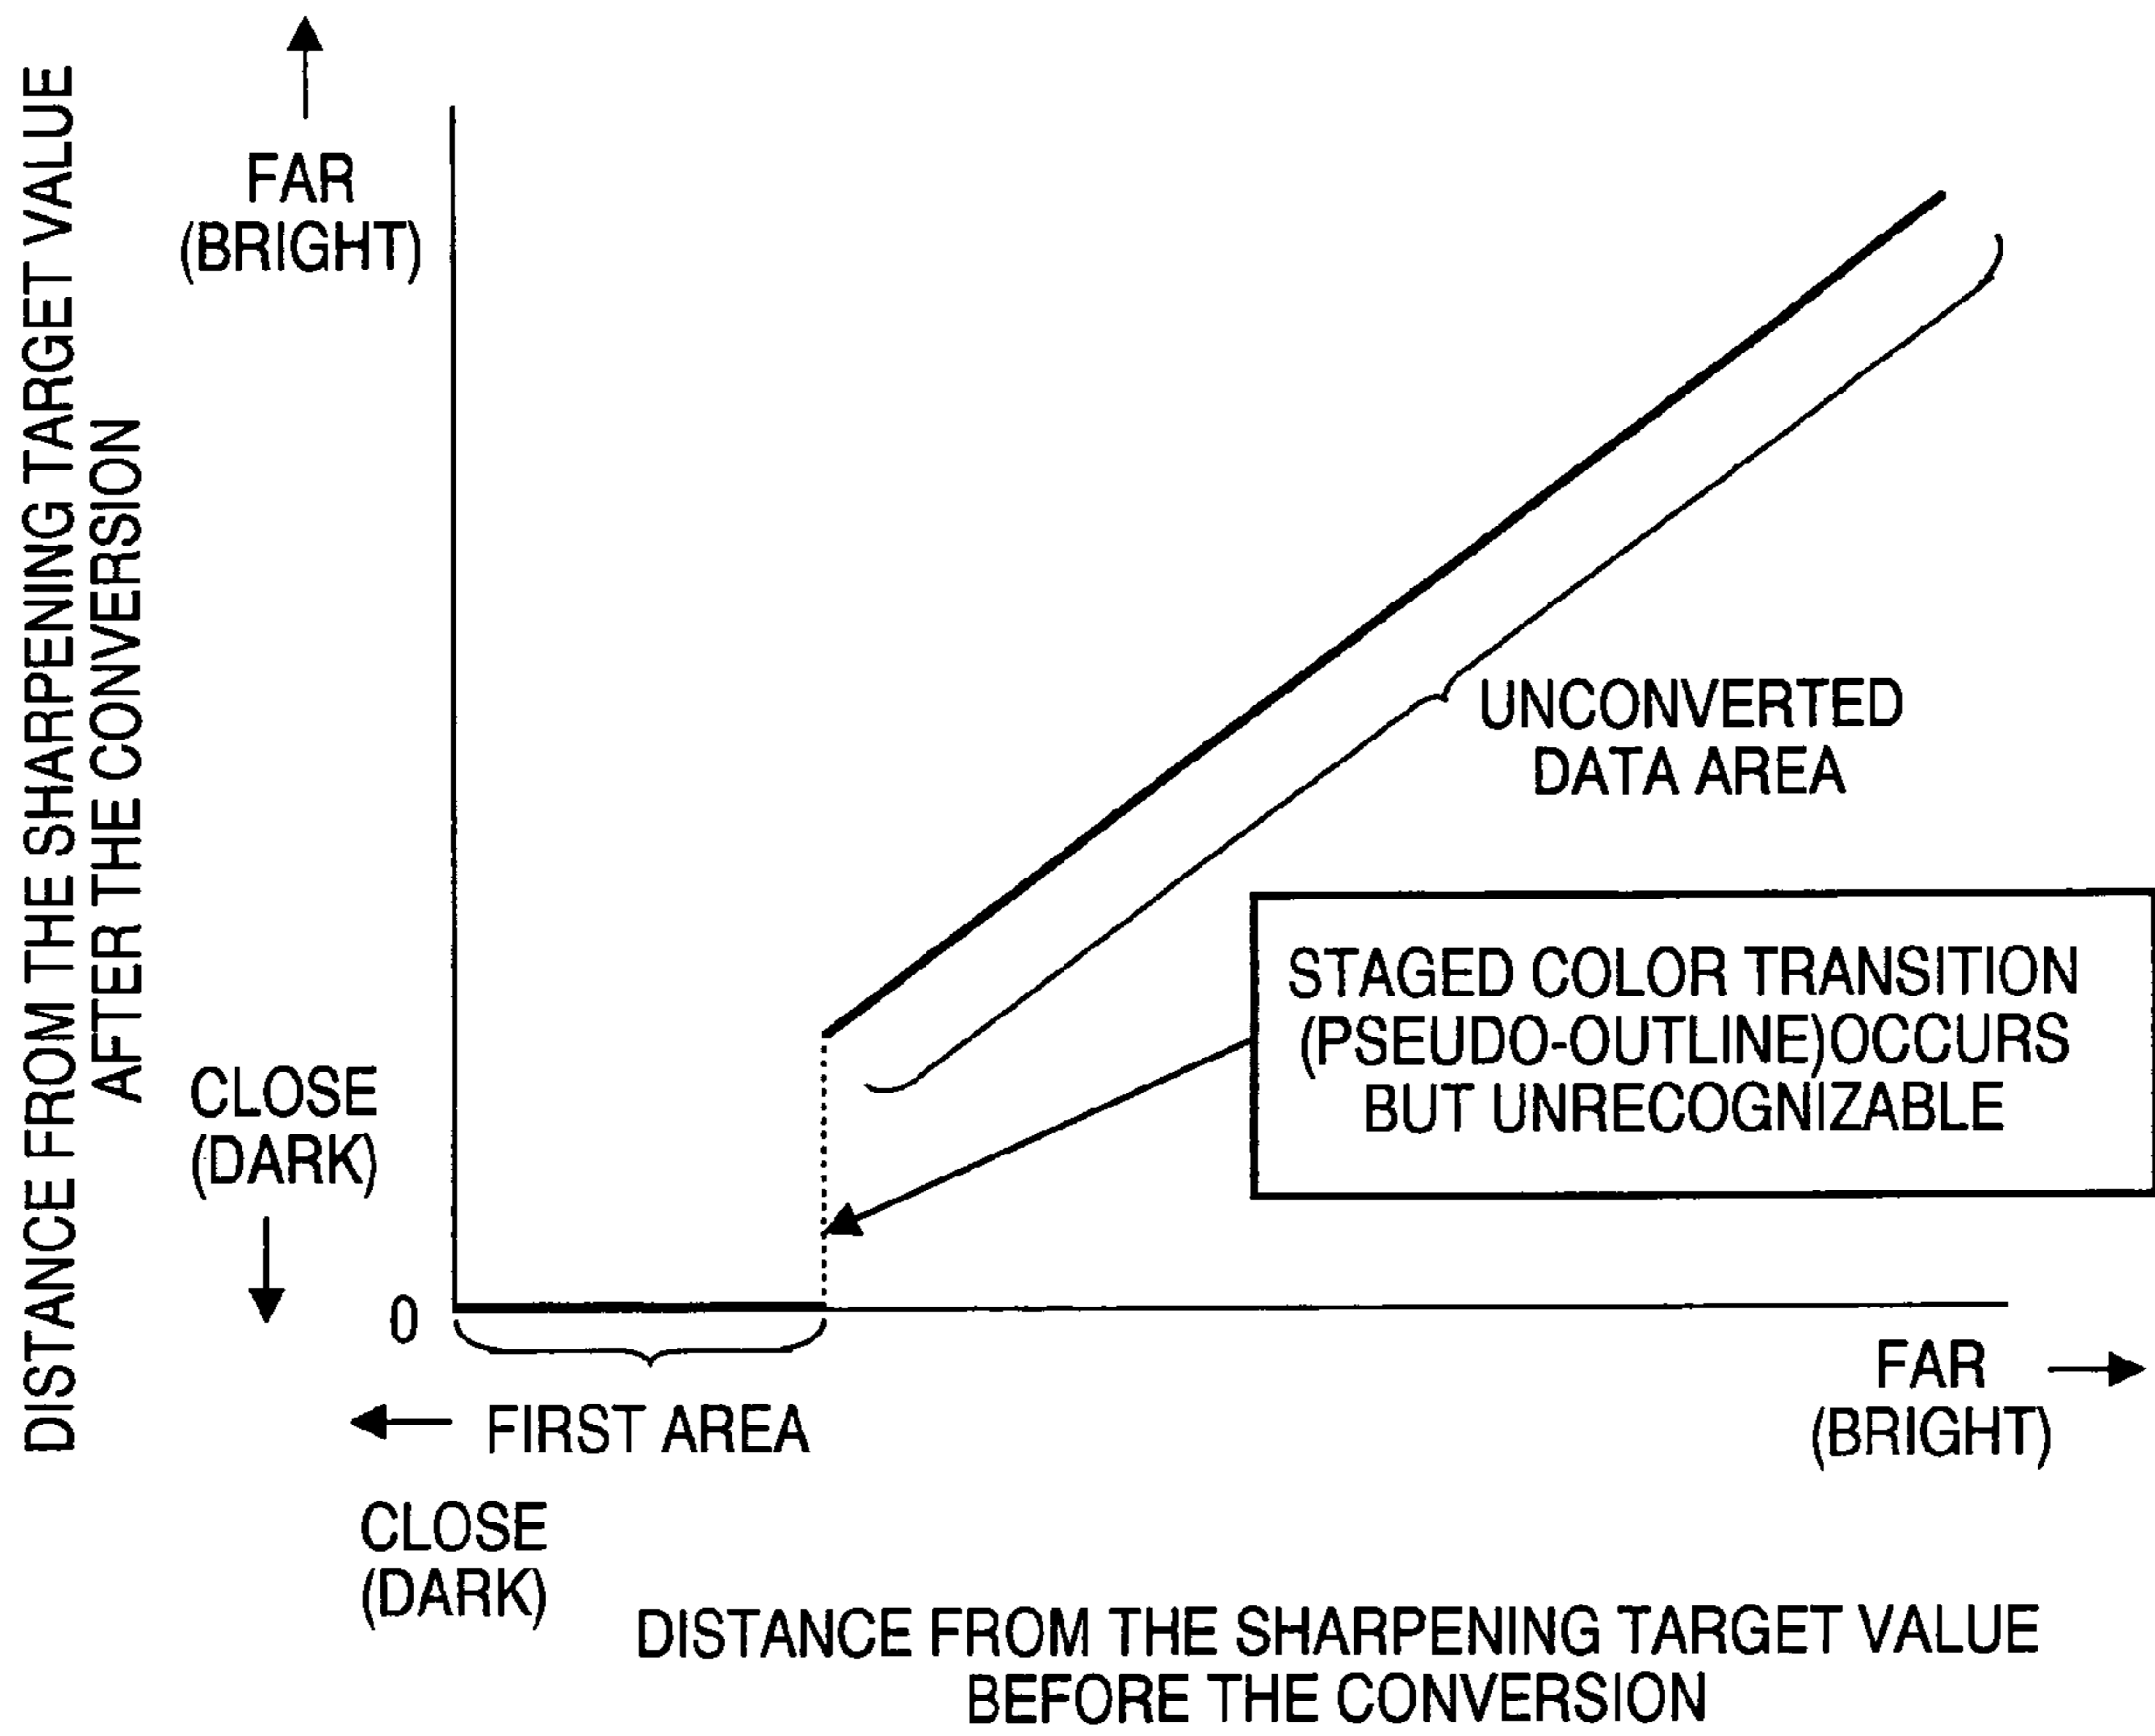 DISTANCE FROM THE SHARPENING TARGET VALUE
AFTER THE CONVERSION
FAR
(BRIGHT)
CLOSE
(DARK)
0
UNCONVERTED
DATA AREA
STAGED COLOR TRANSITION
(PSEUDO-OUTLINE)OCCURS
BUT UNRECOGNIZABLE
FIRST AREA
CLOSE
(DARK)
FAR
(BRIGHT)
DISTANCE FROM THE SHARPENING TARGET VALUE
BEFORE THE CONVERSION